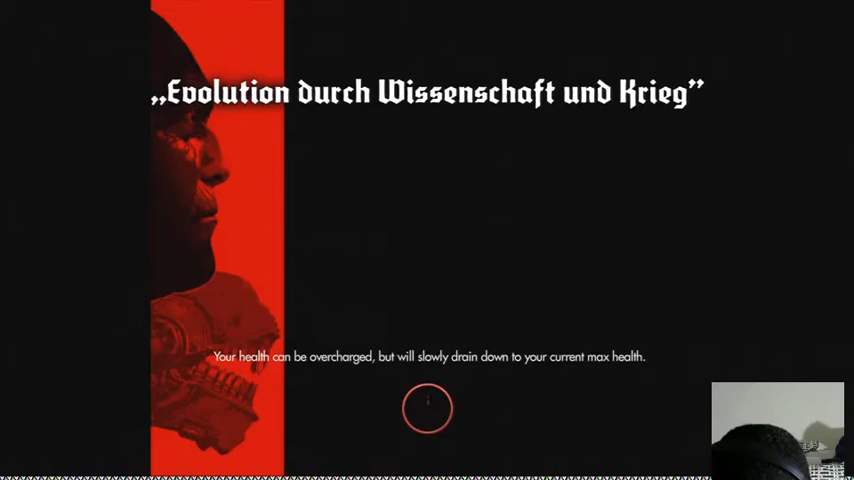 „Evolution durch Wissenschaft und Krieg”
Your health can be overcharged, but will slowly drain down to your current max health.